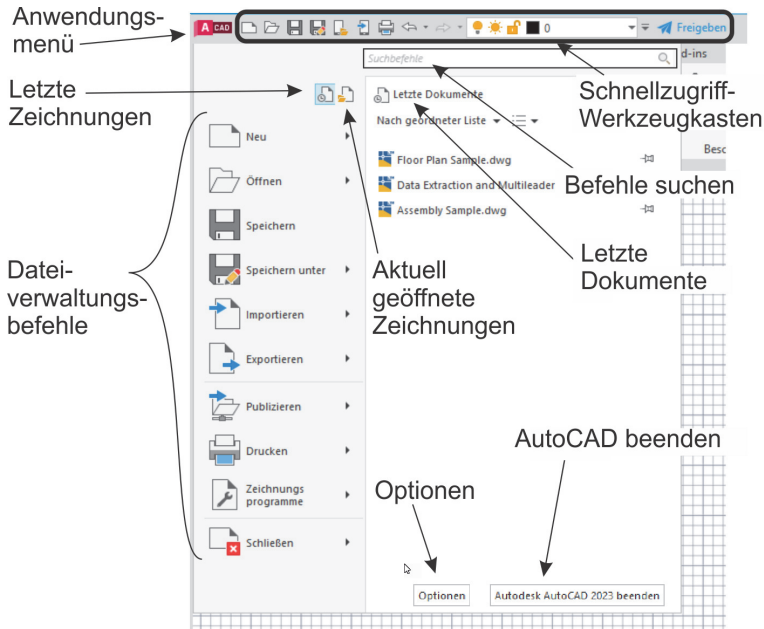 Anwendungs-
menü
A CAD
0
Freigeben
Suchbefehle
d-ins
Letzte
Zeichnungen
Letzte Dokumente
Schnellzugriff-
Werkzeugkasten
Nach geordneter Liste
Neu
Besc
Floor Plan Sample.dwg
Öffnen
Data Extraction and Multileader
Befehle suchen
Assembly Sample.dwg
Speichern
Letzte
Dokumente
Datei-
verwaltungs-
befehle
Speichern unter
Aktuell
geöffnete
Zeichnungen
Importieren
Exportieren
Publizieren
AutoCAD beenden
Drucken
Optionen
Zeichnungs
programme
Schließen
Optionen
Autodesk AutoCAD 2023 beenden